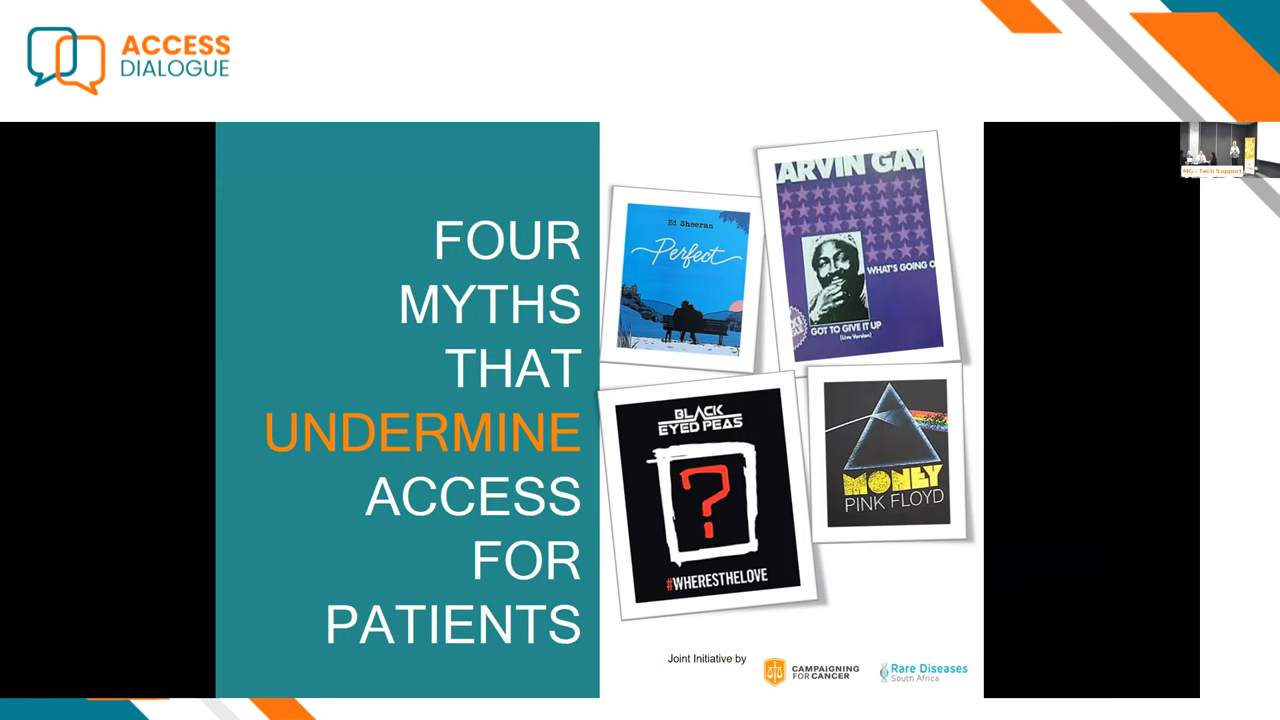 ACCESS
DIALOGUE
FOUR
MYTHS
THAT
UNDERMINE
ACCESS
FOR
PATIENTS
Ed Sheeran
Perfect
ARVIN GAY
WHAT'S GOING O
GOT TO GIVE IT UP
[Live Version]
BLACK
EYED PEAS
?
#WHERESTHELOVE
MONEY
PINK FLOYD
Joint Initiative by
CAMPAIGNING
FOR CANCER
Rare Diseases
South Africa
MG - Tech Support